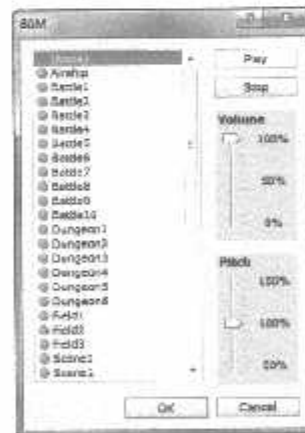 BGM
Airship
Battle1
Battle2
Battle3
Battle4
Battle5
Battle6
Battle7
Battle8
Battle9
Battle10
Dungeon1
Dungeon2
Dungeon3
Dungeon4
Dungeon5
Dungeon6
Field1
Field2
Field3
Scene1
Play
Stop
Volume
100%
50%
0%
Pitch
150%
100%
50%
OK
Cancel